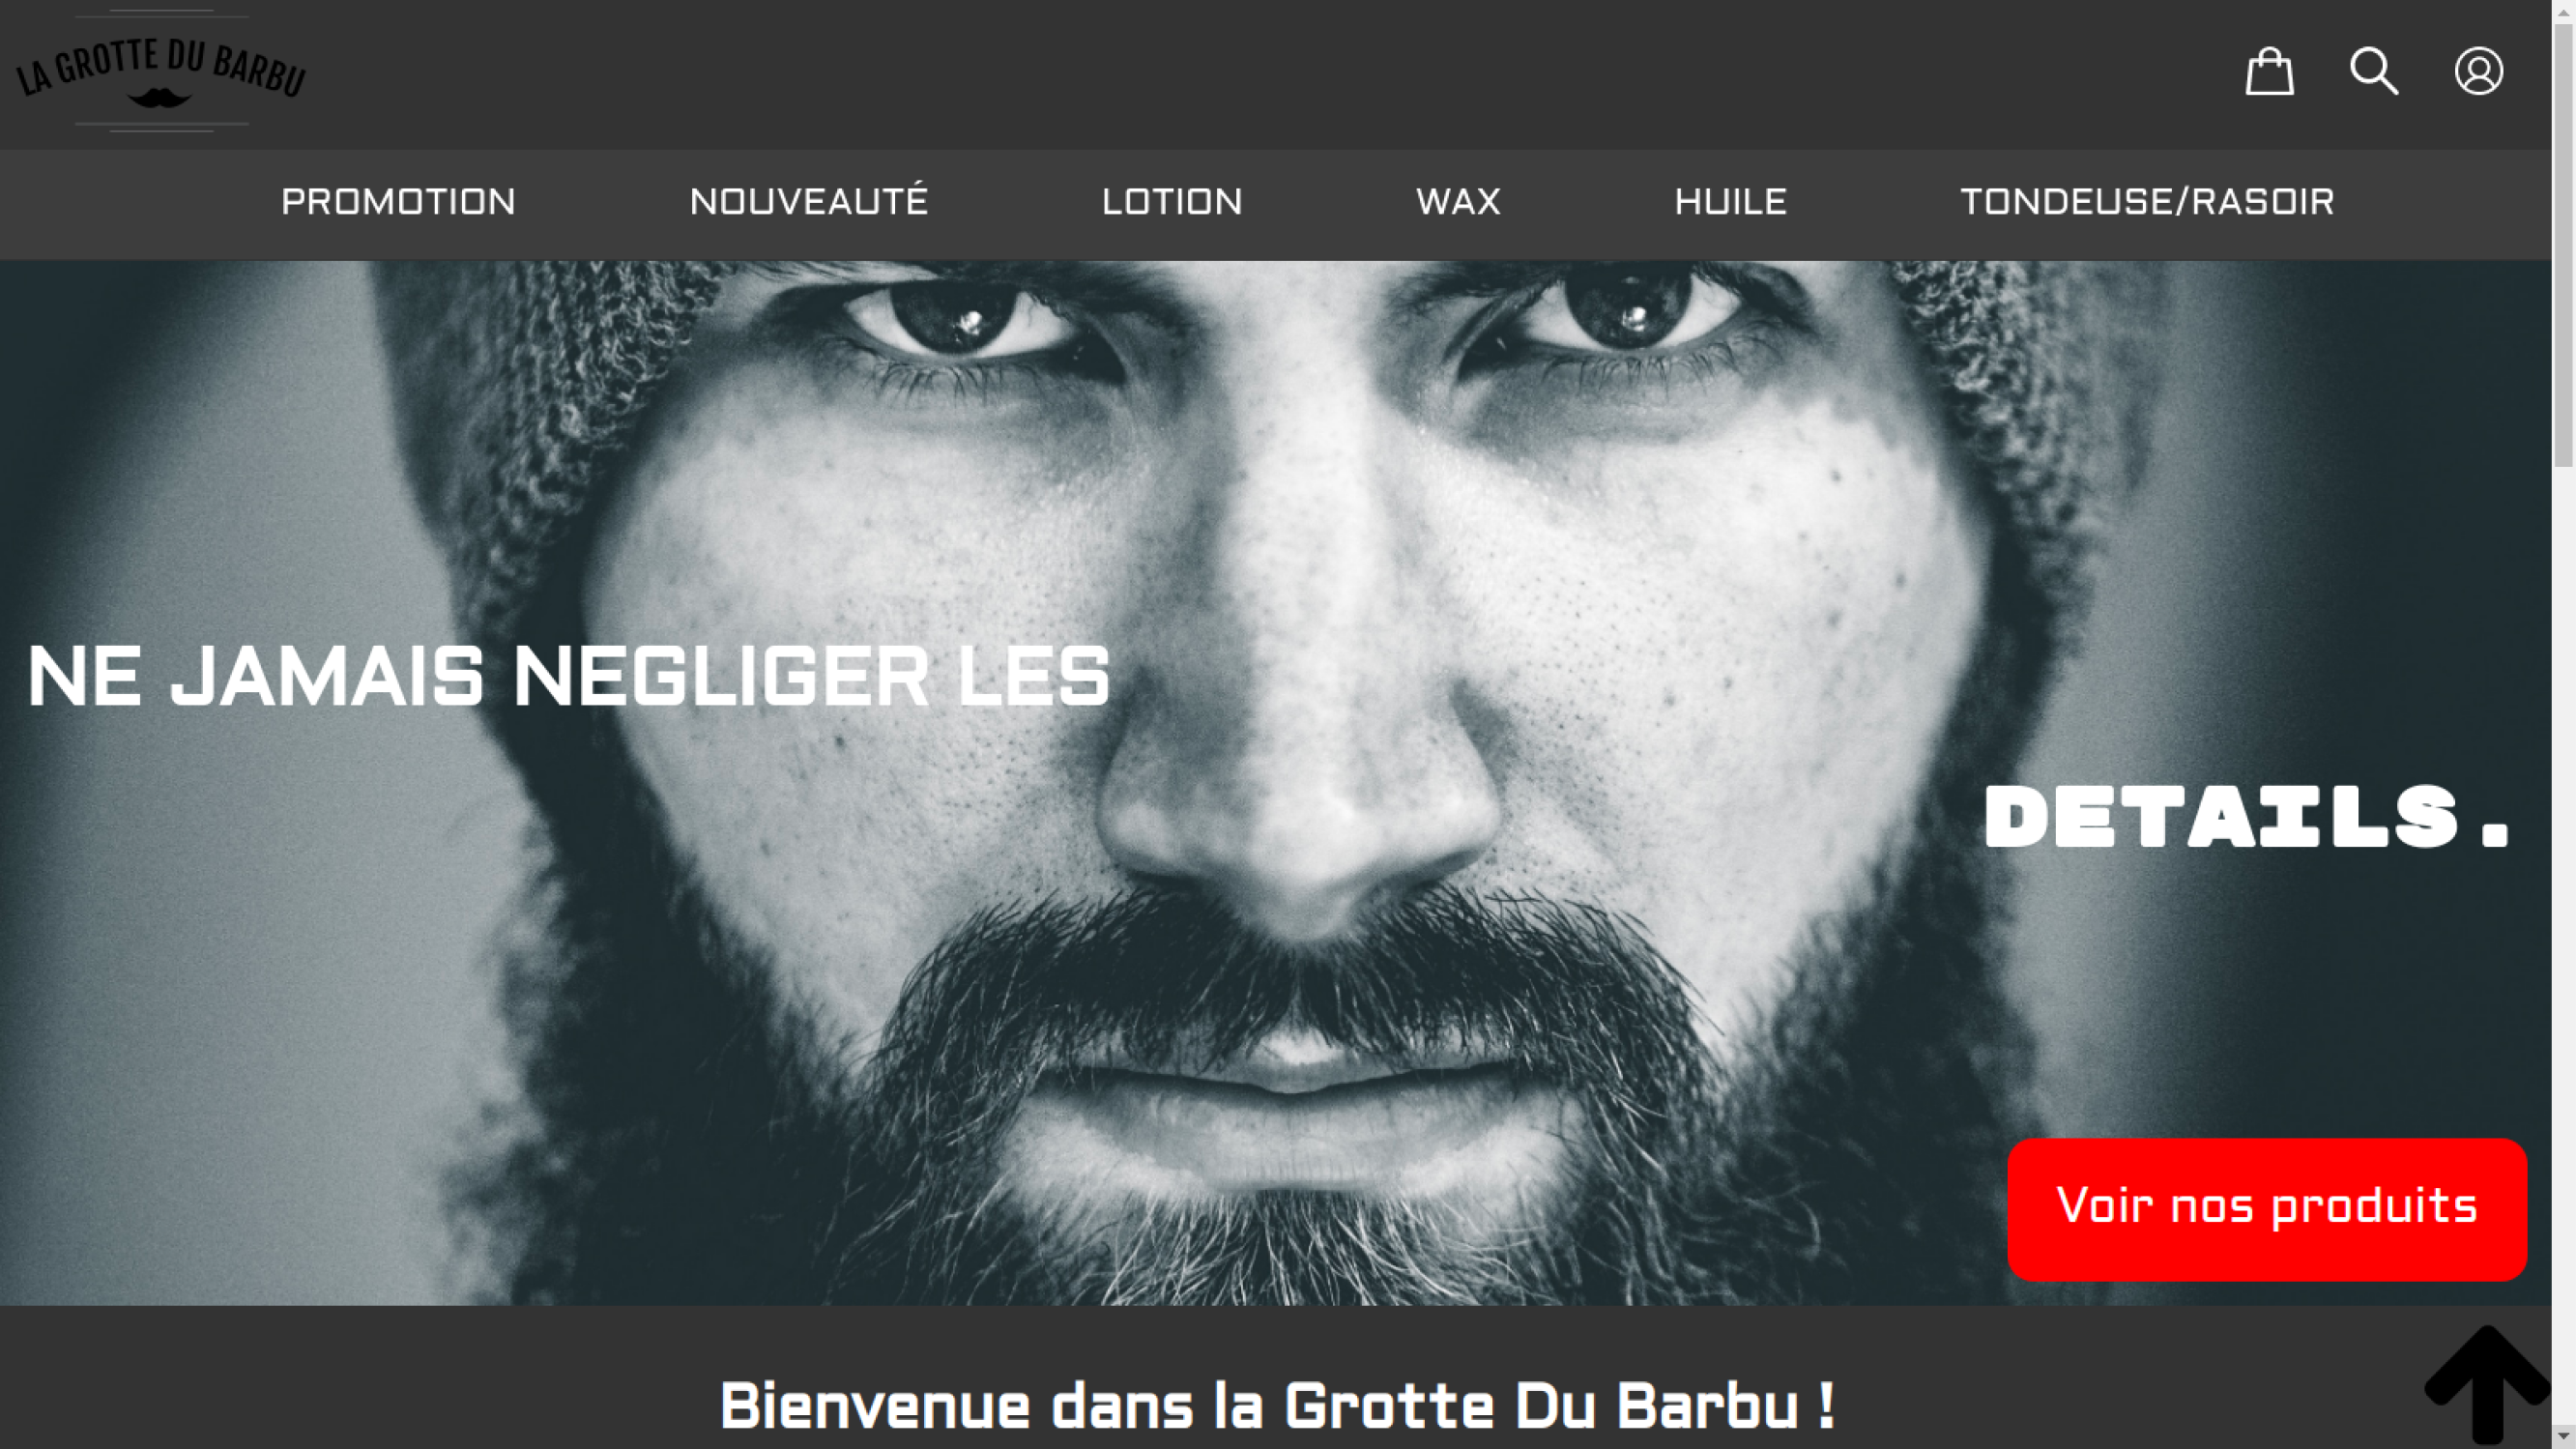 LA GROTTE DU BARBU
PROMOTION NOUVEAUTÉ LOTION WAX HUILE TONDEUSE/RASOIR
NE JAMAIS NEGLIGER LES
DETAILS.
Voir nos produits
Bienvenue dans la Grotte Du Barbu !